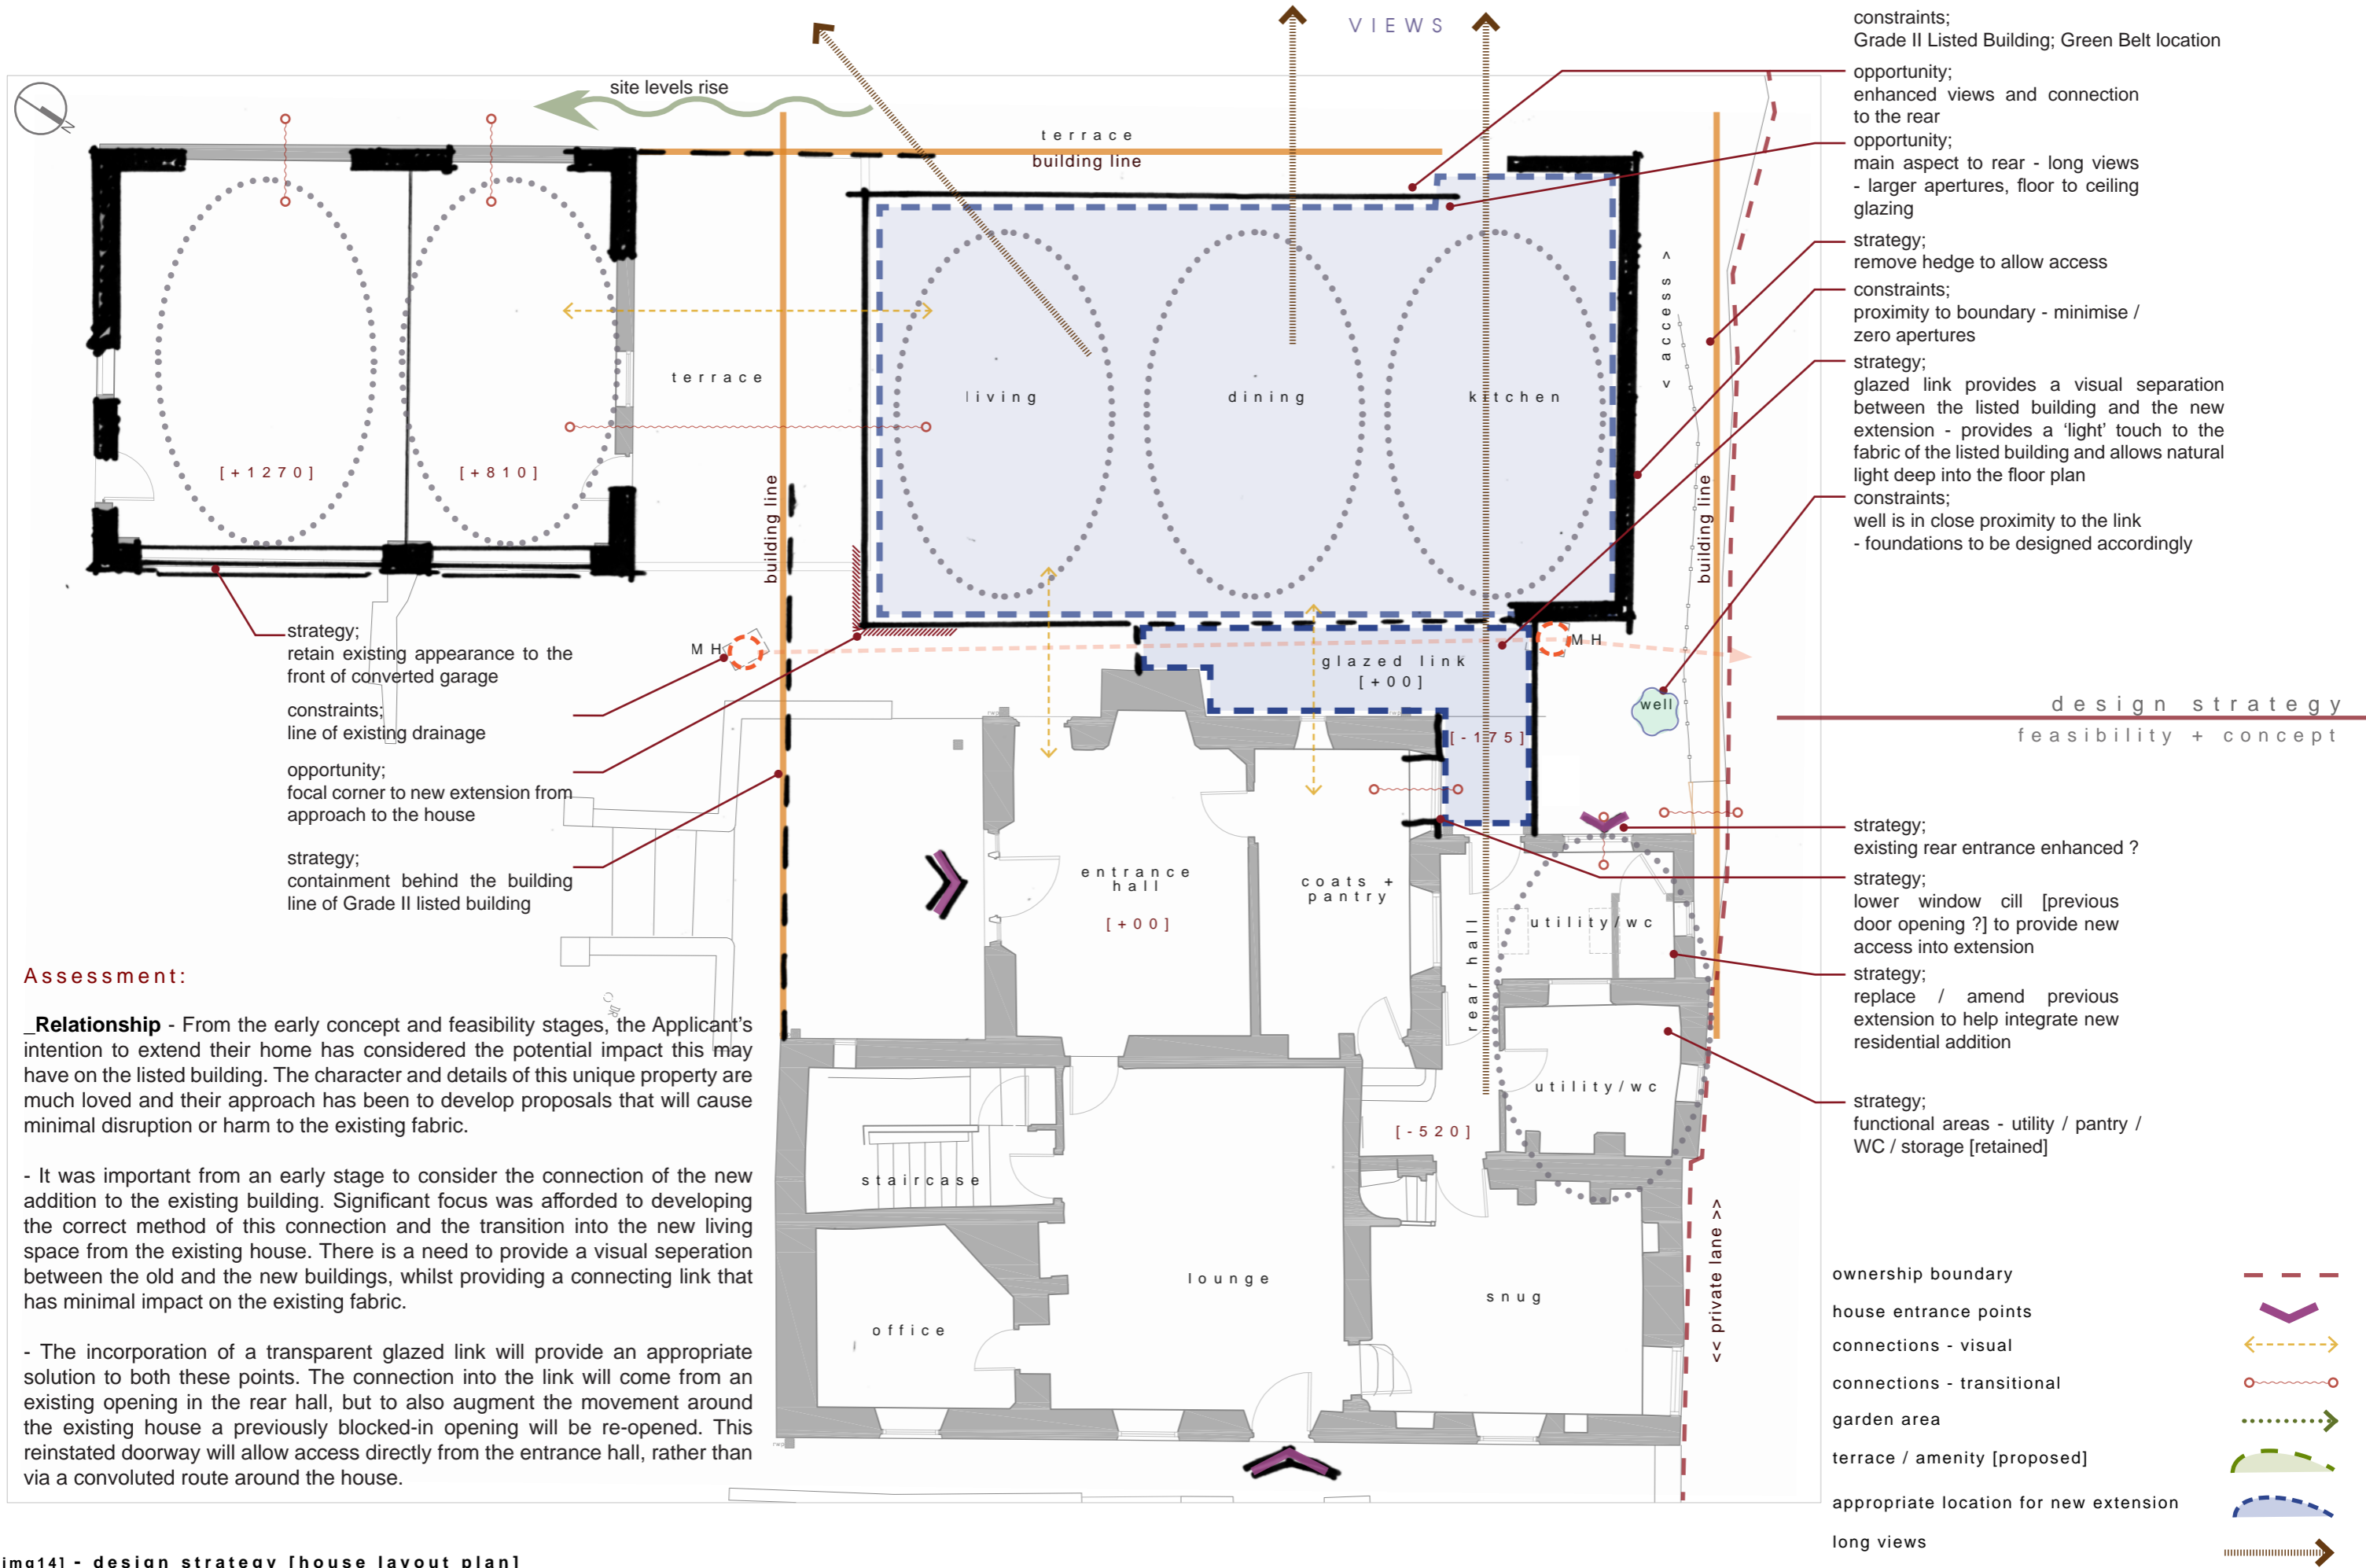 VIEWS
site levels rise
N
terrace
building line
terrace
living
dining
kitchen
< access >
[+1270]
[+810]
building line
building line
MH
MH
glazed link
[+00]
[-175]
well
entrance
hall
[+00]
coats +
pantry
rear hall
utility/wc
utility/wc
[-520]
staircase
lounge
office
snug
<< private lane >>
strategy;
retain existing appearance to the
front of converted garage
constraints;
line of existing drainage
opportunity;
focal corner to new extension from
approach to the house
strategy;
containment behind the building
line of Grade II listed building
Assessment:
_Relationship - From the early concept and feasibility stages, the Applicant's
intention to extend their home has considered the potential impact this may
have on the listed building. The character and details of this unique property are
much loved and their approach has been to develop proposals that will cause
minimal disruption or harm to the existing fabric.
- It was important from an early stage to consider the connection of the new
addition to the existing building. Significant focus was afforded to developing
the correct method of this connection and the transition into the new living
space from the existing house. There is a need to provide a visual seperation
between the old and the new buildings, whilst providing a connecting link that
has minimal impact on the existing fabric.
- The incorporation of a transparent glazed link will provide an appropriate
solution to both these points. The connection into the link will come from an
existing opening in the rear hall, but to also augment the movement around
the existing house a previously blocked-in opening will be re-opened. This
reinstated doorway will allow access directly from the entrance hall, rather than
via a convoluted route around the house.
constraints;
Grade II Listed Building; Green Belt location
opportunity;
enhanced views and connection
to the rear
opportunity;
main aspect to rear - long views
- larger apertures, floor to ceiling
glazing
strategy;
remove hedge to allow access
constraints;
proximity to boundary - minimise /
zero apertures
strategy;
glazed link provides a visual separation
between the listed building and the new
extension - provides a 'light' touch to the
fabric of the listed building and allows natural
light deep into the floor plan
constraints;
well is in close proximity to the link
- foundations to be designed accordingly
design strategy
feasibility + concept
strategy;
existing rear entrance enhanced ?
strategy;
lower window cill [previous
door opening ?] to provide new
access into extension
strategy;
replace / amend previous
extension to help integrate new
residential addition
strategy;
functional areas - utility / pantry /
WC / storage [retained]
ownership boundary
house entrance points
connections - visual
connections - transitional
garden area
terrace / amenity [proposed]
appropriate location for new extension
long views
img14] - design strategy [house layout plan]